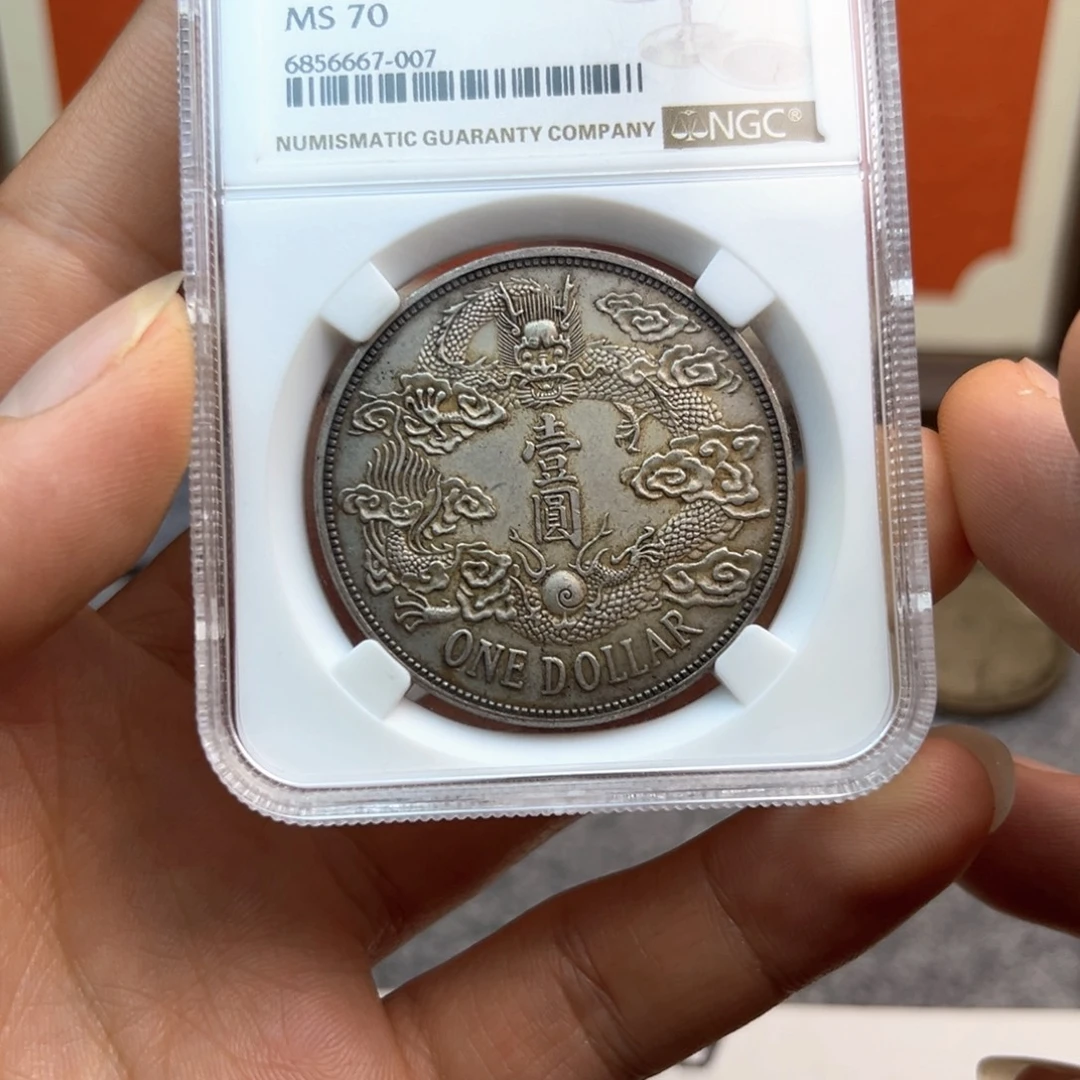 MS 70
6856667-007
NUMISMATIC GUARANTY COMPANY NGC®
壹
圓
ONE DOLLAR